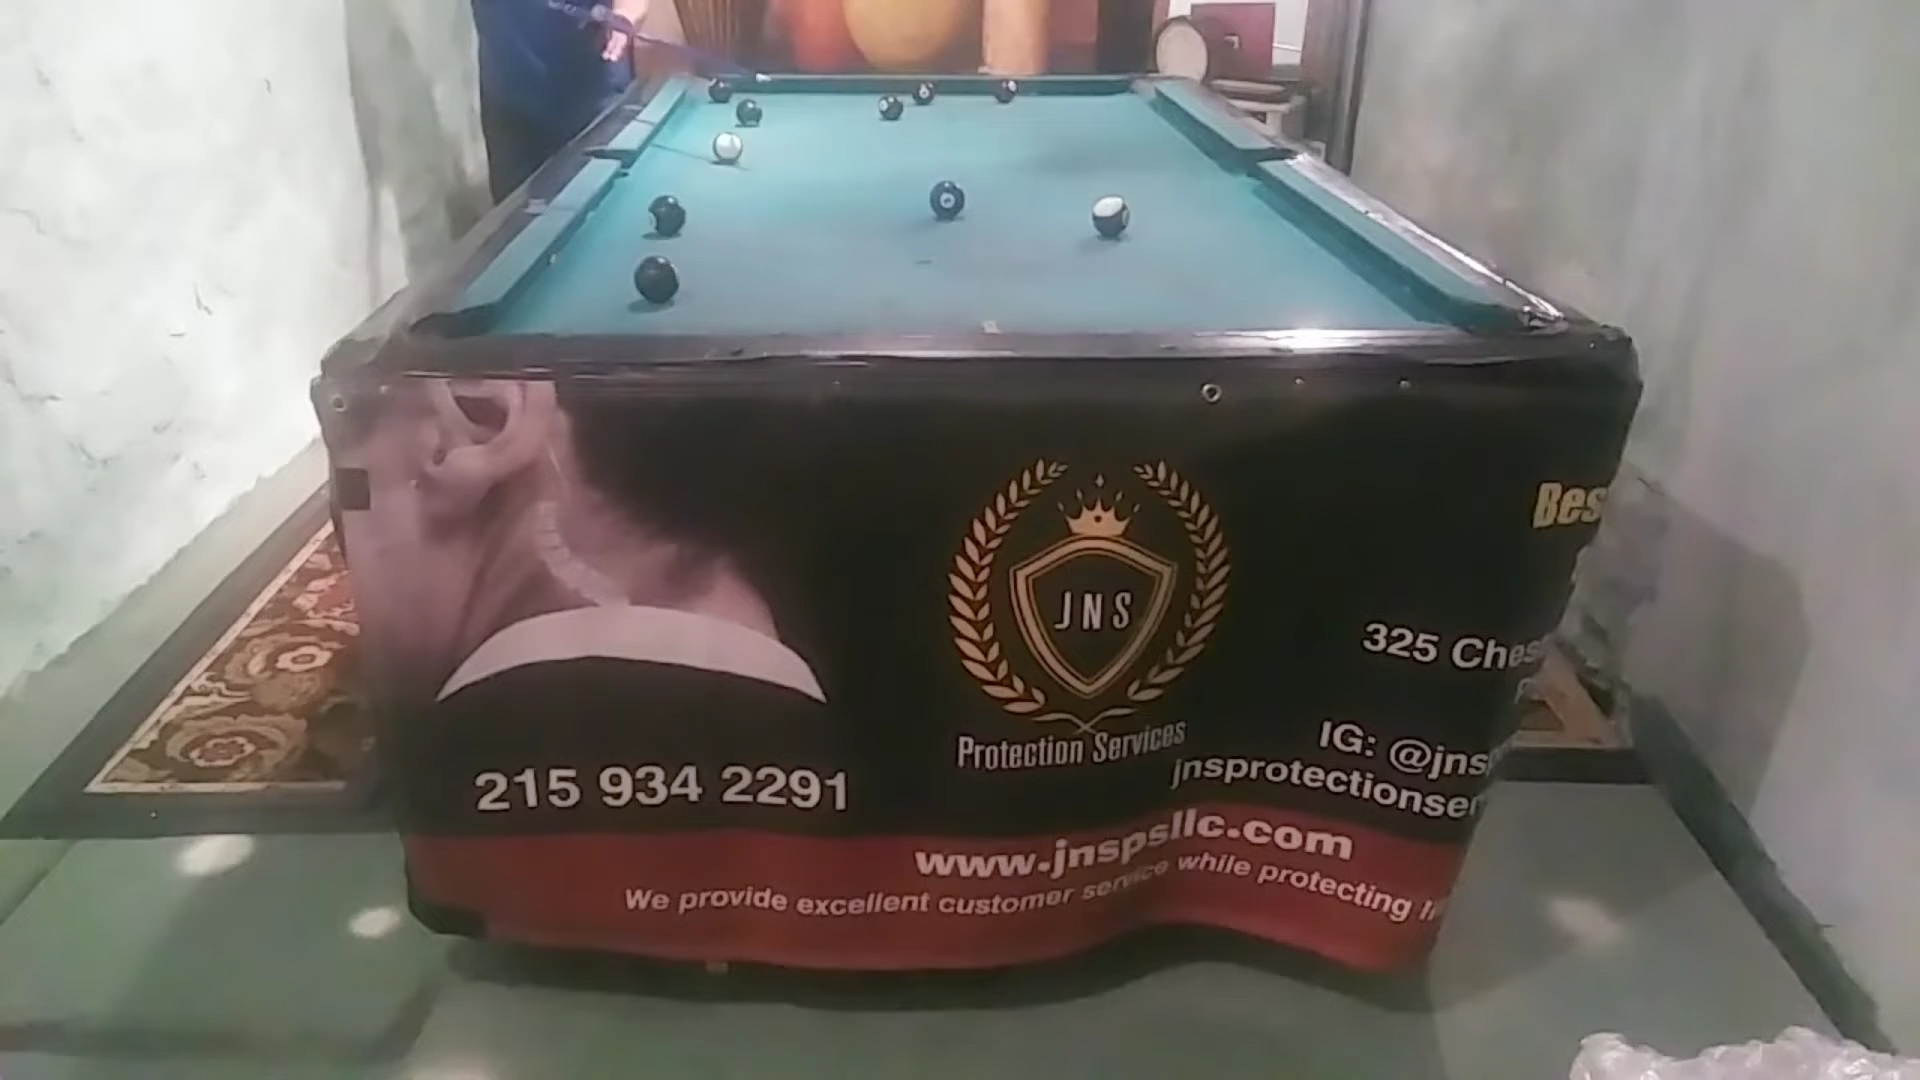 Bes
JNS
325 Ches
Protection Services
IG: @jnsp
jnsprotectionser
215 934 2291
www.jnspsllc.com
We provide excellent customer service while protecting